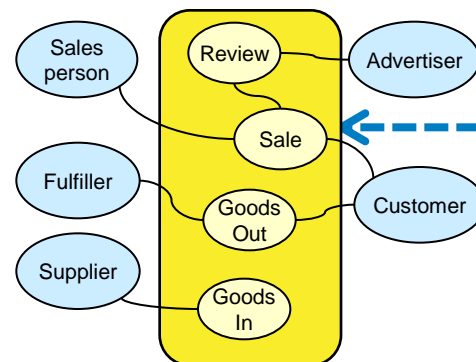 Sales
person
Review
Advertiser
Sale
Fulfiller
Goods
Out
Customer
Supplier
Goods
In